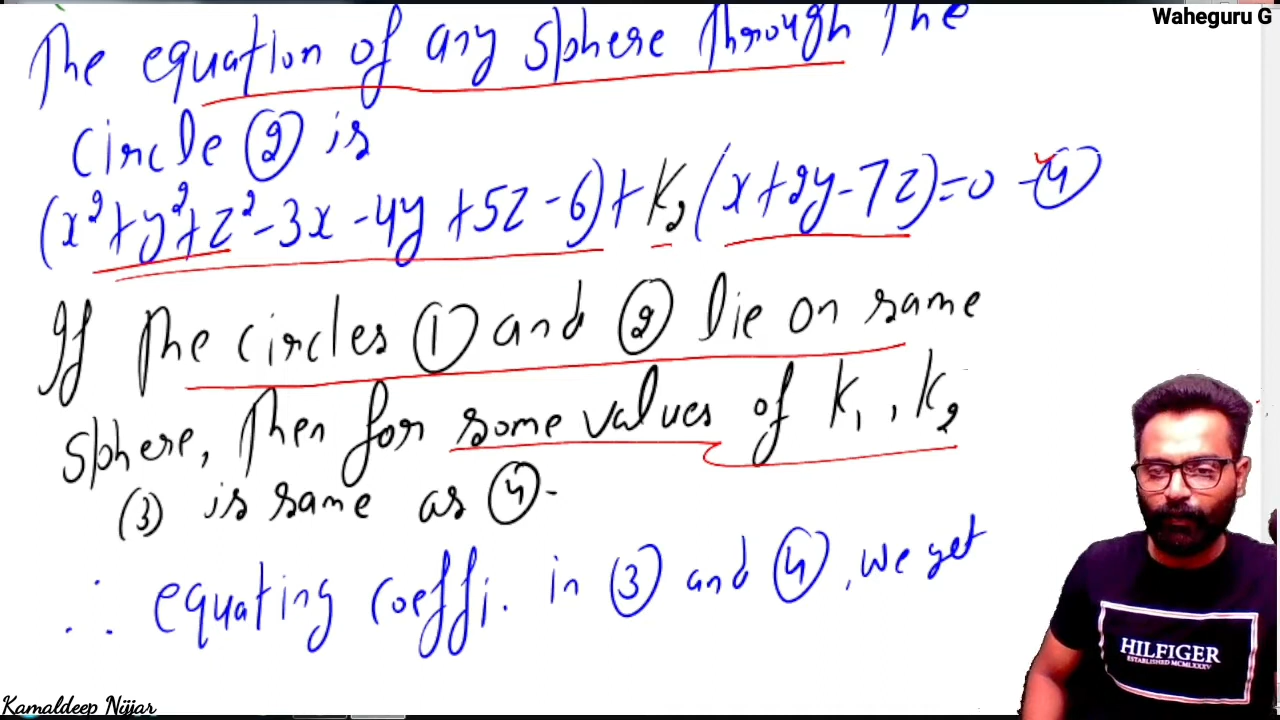 Waheguru G
The equation of any sphere through the
circle ② is
(x²+y²+z²-3x-4y+5z-6)+K₂(x+2y-7z)=0 -④
If the circles ① and ② lie on same
sphere, then for some values of K₁, K₂
(3) is same as ④.
∴ equating coeffi. in ③ and ④, we get
HILFIGER
ESTABLISHED MCMLXXXV
Kamaldeep Nijjar